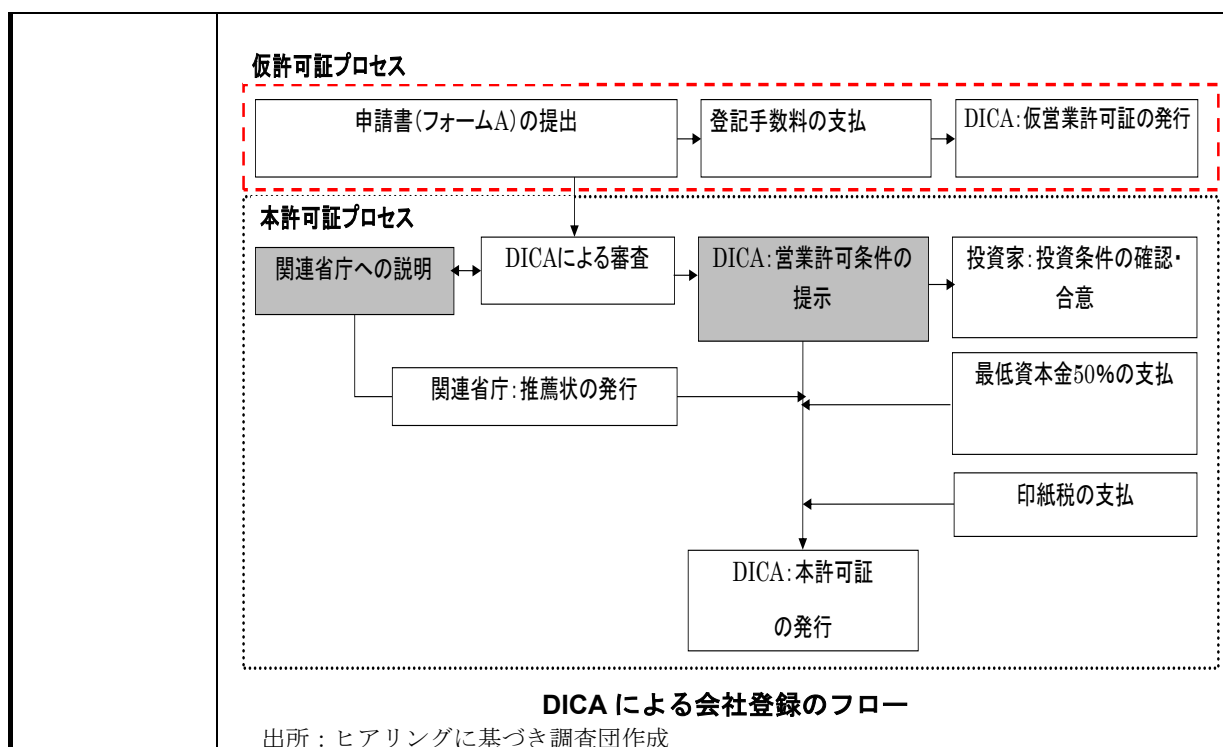 仮許可証プロセス
申請書(フォームA)の提出
登記手数料の支払
DICA:仮営業許可証の発行
本許可証プロセス
関連省庁への説明
DICAによる審査
DICA:営業許可条件の
提示
投資家:投資条件の確認・
合意
関連省庁:推薦状の発行
最低資本金50%の支払
印紙税の支払
DICA:本許可証
の発行
DICA による会社登録のフロー
出所:ヒアリングに基づき調査団作成